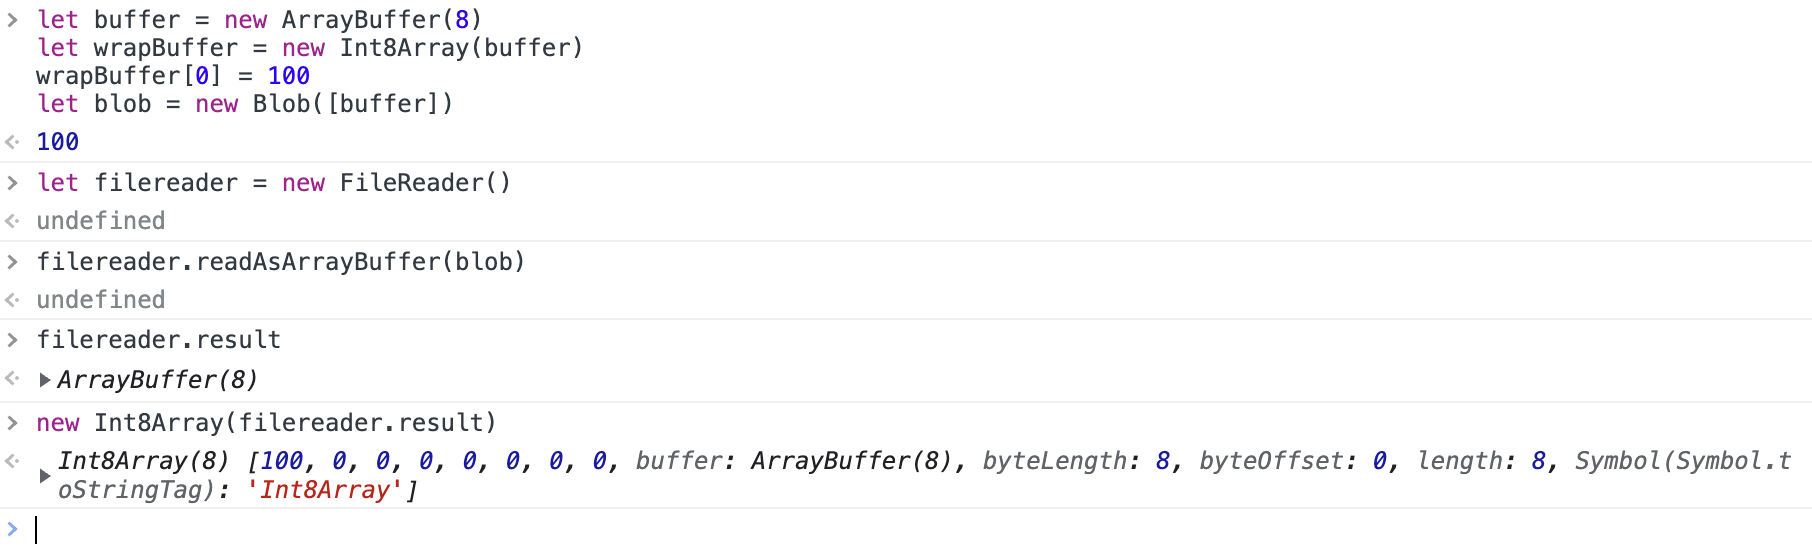 let buffer = new ArrayBuffer(8)
let wrapBuffer = new Int8Array(buffer)
wrapBuffer[0] = 100
let blob = new Blob([buffer])
100
let filereader = new FileReader()
undefined
filereader.readAsArrayBuffer(blob)
undefined
filereader.result
ArrayBuffer(8)
new Int8Array(filereader.result)
Int8Array(8) [100, 0, 0, 0, 0, 0, 0, 0, buffer: ArrayBuffer(8), byteLength: 8, byteOffset: 0, length: 8, Symbol(Symbol.t
oStringTag): 'Int8Array']